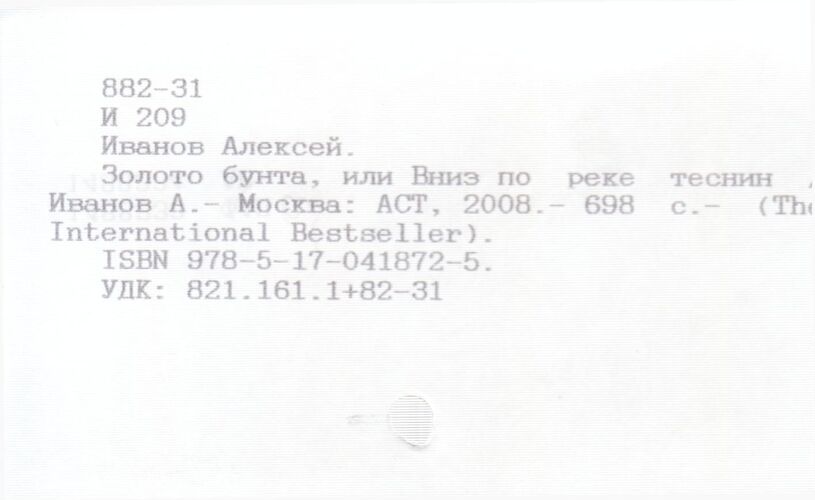 882-31
И 209
Иванов Алексей.
Золото бунта, или Вниз по реке теснин /
Иванов А.- Москва: АСТ, 2008.- 698 с.- (The
International Bestseller).
ISBN 978-5-17-041872-5.
УДК: 821.161.1+82-31